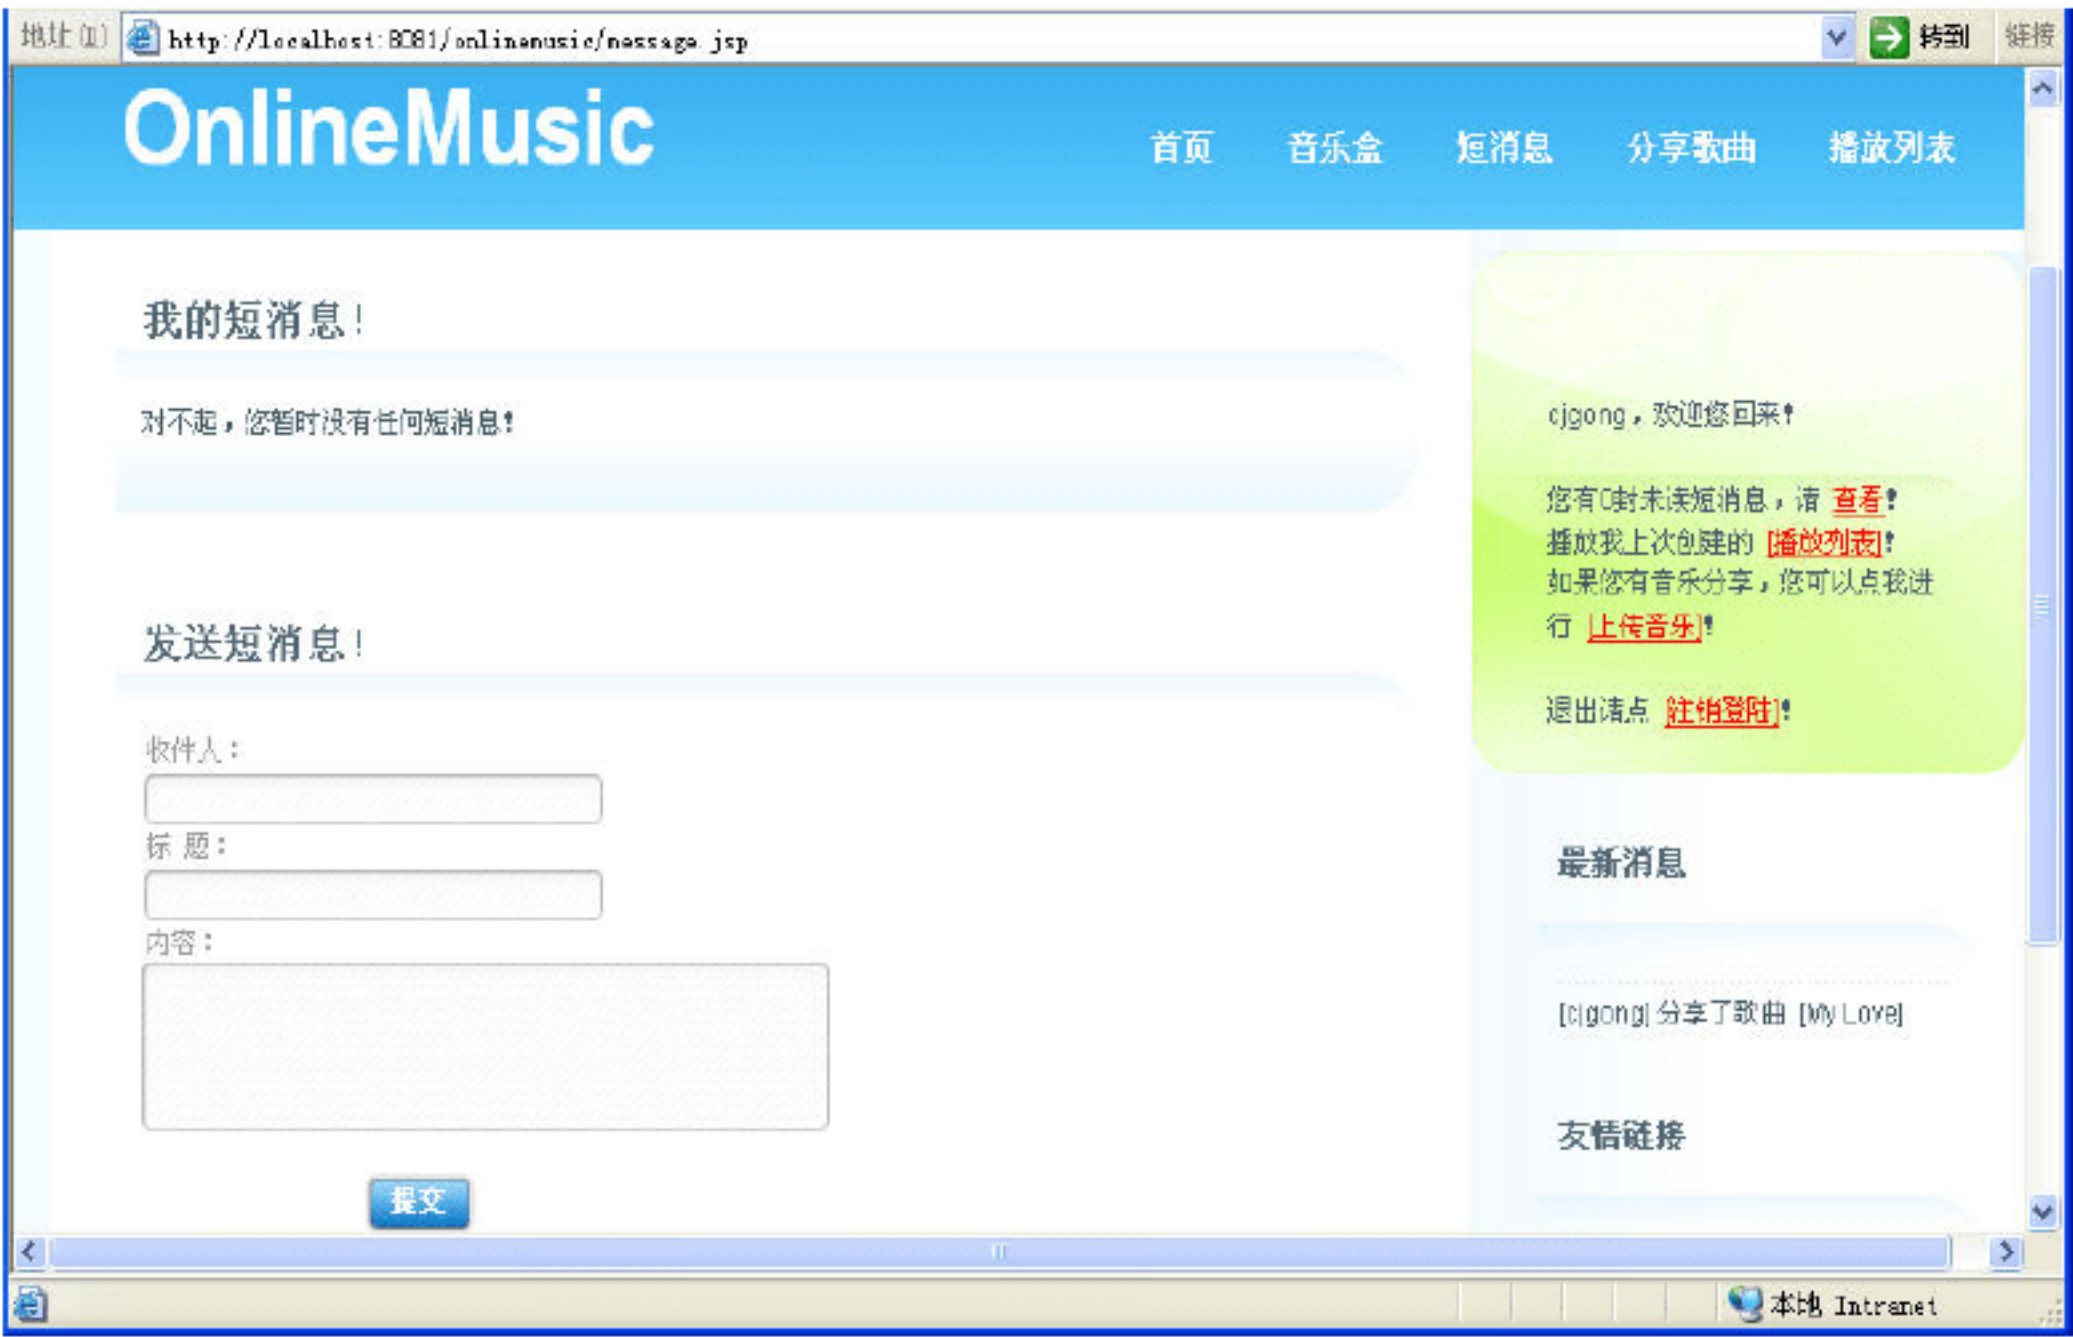 地址(D) http://localhost:8081/onlinemusic/message.jsp 转到 链接
OnlineMusic
首页 音乐盒 短消息 分享歌曲 播放列表
我的短消息!
对不起，您暂时没有任何短消息!
发送短消息!
收件人：
标 题：
内容：
提交
cjgong，欢迎您回来!
您有0封未读短消息，请 查看!
播放我上次创建的 [播放列表]!
如果您有音乐分享，您可以点我进
行 [上传音乐]!
退出请点 [注销登陆]!
最新消息
[cjgong] 分享了歌曲 [My Love]
友情链接
本地 Intranet